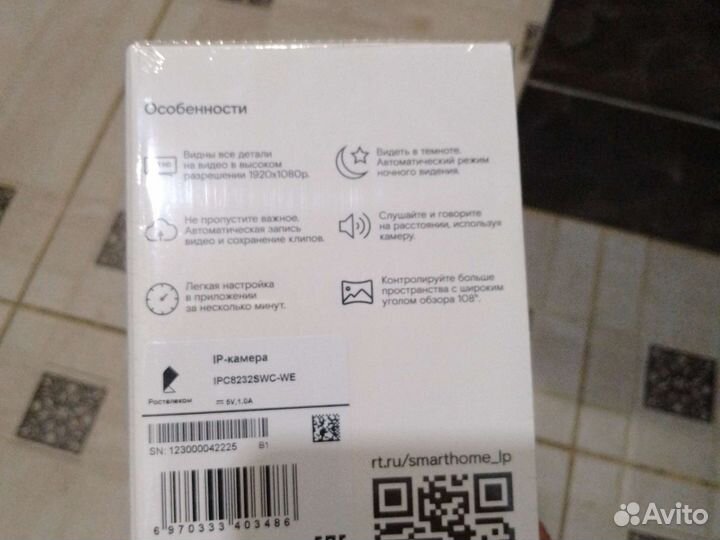 Особенности
Видны все детали
на видео в высоком
разрешении 1920x1080p.
Видеть в темноте.
Автоматический режим
ночного видения.
Не пропустите важное.
Автоматическая запись
видео и сохранение клипов.
Слушайте и говорите
на расстоянии, используя
камеру.
Легкая настройка
в приложении
за несколько минут.
Контролируйте больше
пространства с широким
углом обзора 108°.
IP-камера
IPC8232SWC-WE
Ростелеком
5V,1.0A
SN: 123000042225 B1
rt.ru/smarthome_lp
6 970333 403486
Avito